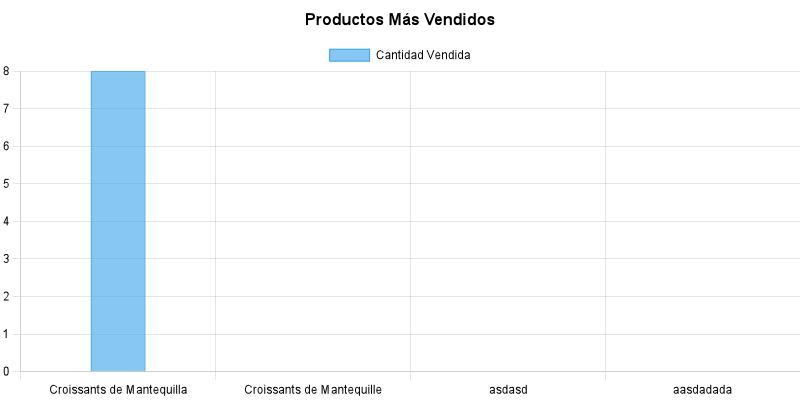 Productos Más Vendidos
Cantidad Vendida
8
7
6
5
4
3
2
1
0
Croissants de Mantequilla
Croissants de Mantequille
asdasd
aasdadada